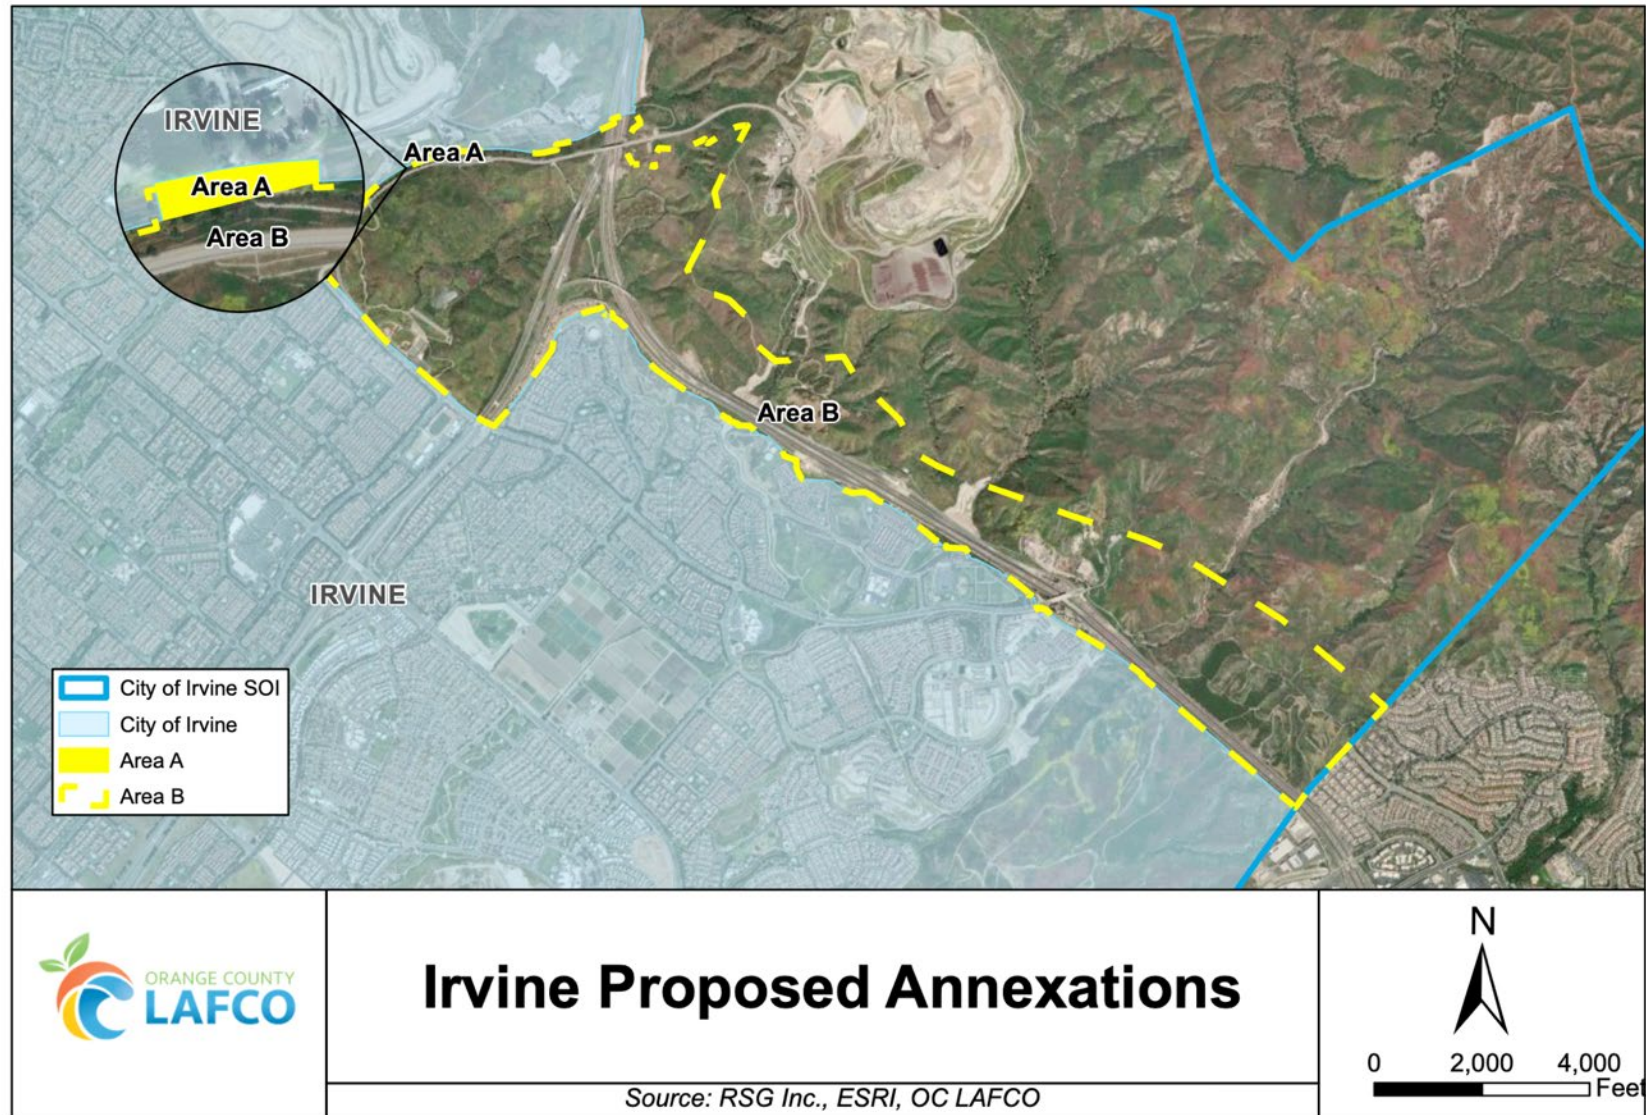 IRVINE
Area A
Area B
Area A
Area B
IRVINE
City of Irvine SOI
City of Irvine
Area A
Area B
ORANGE COUNTY
LAFCO
Irvine Proposed Annexations
Source: RSG Inc., ESRI, OC LAFCO
N
0 2,000 4,000
Feet